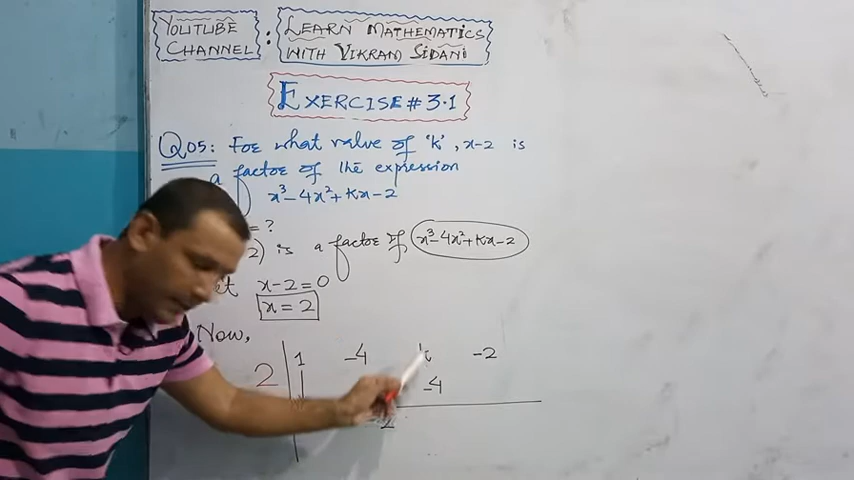 YOUTUBE CHANNEL : LEARN MATHEMATICS
WITH VIKRAM SIDANI
EXERCISE # 3.1
Q05: For what value of 'k', x-2 is
a factor of the expression
x³-4x²+kx-2
= ?
2) is a factor of x³-4x²+kx-2
x-2=0
x=2
Now,
2 1 -4 k -2
-4
-2